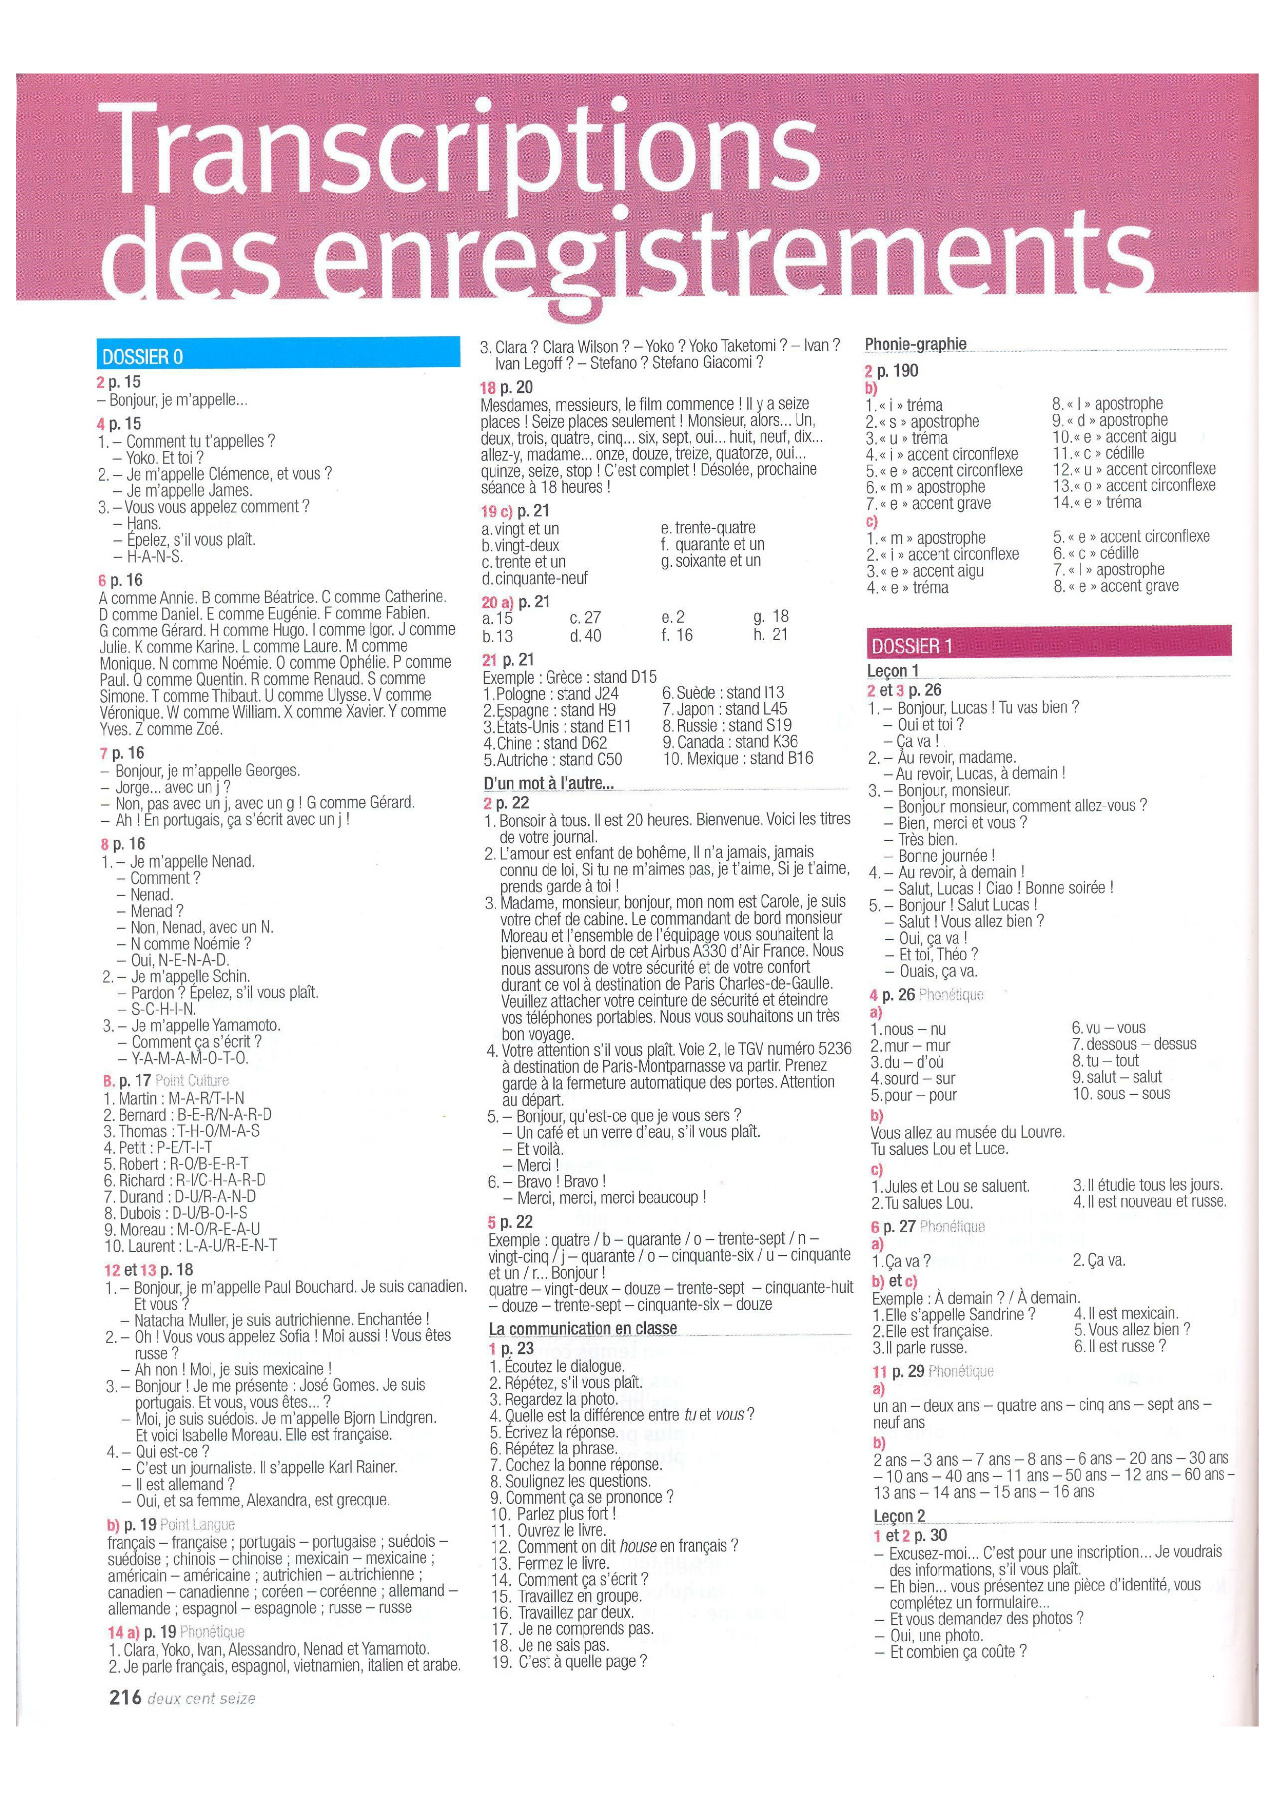 Transcriptions
des enregistrements
DOSSIER 0
2 p. 15
– Bonjour, je m'appelle...
4 p. 15
1. – Comment tu t'appelles ?
– Yoko. Et toi ?
2. – Je m'appelle Clémence, et vous ?
– Je m'appelle James.
3. – Vous vous appelez comment ?
– Hans.
– Épelez, s'il vous plaît.
– H-A-N-S.
6 p. 16
A comme Annie. B comme Béatrice. C comme Catherine.
D comme Daniel. E comme Eugénie. F comme Fabien.
G comme Gérard. H comme Hugo. I comme Igor. J comme
Julie. K comme Karine. L comme Laure. M comme
Monique. N comme Noémie. O comme Ophélie. P comme
Paul. Q comme Quentin. R comme Renaud. S comme
Simone. T comme Thibaut. U comme Ulysse. V comme
Véronique. W comme William. X comme Xavier. Y comme
Yves. Z comme Zoé.
7 p. 16
– Bonjour, je m'appelle Georges.
– Jorge... avec un j ?
– Non, pas avec un j, avec un g ! G comme Gérard.
– Ah ! En portugais, ça s'écrit avec un j !
8 p. 16
1. – Je m'appelle Nenad.
– Comment ?
– Nenad.
– Menad ?
– Non, Nenad, avec un N.
– N comme Noémie ?
– Oui, N-E-N-A-D.
2. – Je m'appelle Schin.
– Pardon ? Épelez, s'il vous plaît.
– S-C-H-I-N.
3. – Je m'appelle Yamamoto.
– Comment ça s'écrit ?
– Y-A-M-A-M-O-T-O.
B. p. 17 Point Culture
1. Martin : M-A-R/T-I-N
2. Bernard : B-E-R/N-A-R-D
3. Thomas : T-H-O/M-A-S
4. Petit : P-E/T-I-T
5. Robert : R-O/B-E-R-T
6. Richard : R-I/C-H-A-R-D
7. Durand : D-U/R-A-N-D
8. Dubois : D-U/B-O-I-S
9. Moreau : M-O/R-E-A-U
10. Laurent : L-A-U/R-E-N-T
12 et 13 p. 18
1. – Bonjour, je m'appelle Paul Bouchard. Je suis canadien.
Et vous ?
– Natacha Muller, je suis autrichienne. Enchantée !
2. – Oh ! Vous vous appelez Sofia ! Moi aussi ! Vous êtes
russe ?
– Ah non ! Moi, je suis mexicaine !
3. – Bonjour ! Je me présente : José Gomes. Je suis
portugais. Et vous, vous êtes... ?
– Moi, je suis suédois. Je m'appelle Bjorn Lindgren.
Et voici Isabelle Moreau. Elle est française.
4. – Qui est-ce ?
– C'est un journaliste. Il s'appelle Karl Rainer.
– Il est allemand ?
– Oui, et sa femme, Alexandra, est grecque.
b) p. 19 Point Langue
français – française ; portugais – portugaise ; suédois –
suédoise ; chinois – chinoise ; mexicain – mexicaine ;
américain – américaine ; autrichien – autrichienne ;
canadien – canadienne ; coréen – coréenne ; allemand –
allemande ; espagnol – espagnole ; russe – russe
14 a) p. 19 Phonétique
1. Clara, Yoko, Ivan, Alessandro, Nenad et Yamamoto.
2. Je parle français, espagnol, vietnamien, italien et arabe.
216 deux cent seize
3. Clara ? Clara Wilson ? – Yoko ? Yoko Taketomi ? – Ivan ?
Ivan Legoff ? – Stefano ? Stefano Giacomi ?
18 p. 20
Mesdames, messieurs, le film commence ! Il y a seize
places ! Seize places seulement ! Monsieur, alors... Un,
deux, trois, quatre, cinq... six, sept, oui... huit, neuf, dix...
allez-y, madame... onze, douze, treize, quatorze, oui...
quinze, seize, stop ! C'est complet ! Désolée, prochaine
séance à 18 heures !
19 c) p. 21
a. vingt et un e. trente-quatre
b. vingt-deux f. quarante et un
c. trente et un g. soixante et un
d. cinquante-neuf
20 a) p. 21
a. 15 c. 27 e. 2 g. 18
b. 13 d. 40 f. 16 h. 21
21 p. 21
Exemple : Grèce : stand D15
1. Pologne : stand J24 6. Suède : stand I13
2. Espagne : stand H9 7. Japon : stand L45
3. États-Unis : stand E11 8. Russie : stand S19
4. Chine : stand D62 9. Canada : stand K36
5. Autriche : stand C50 10. Mexique : stand B16
D'un mot à l'autre...
2 p. 22
1. Bonsoir à tous. Il est 20 heures. Bienvenue. Voici les titres
de votre journal.
2. L'amour est enfant de bohême, Il n'a jamais, jamais
connu de loi, Si tu ne m'aimes pas, je t'aime, Si je t'aime,
prends garde à toi !
3. Madame, monsieur, bonjour, mon nom est Carole, je suis
votre chef de cabine. Le commandant de bord monsieur
Moreau et l'ensemble de l'équipage vous souhaitent la
bienvenue à bord de cet Airbus A330 d'Air France. Nous
nous assurons de votre sécurité et de votre confort
durant ce vol à destination de Paris Charles-de-Gaulle.
Veuillez attacher votre ceinture de sécurité et éteindre
vos téléphones portables. Nous vous souhaitons un très
bon voyage.
4. Votre attention s'il vous plaît. Voie 2, le TGV numéro 5236
à destination de Paris-Montparnasse va partir. Prenez
garde à la fermeture automatique des portes. Attention
au départ.
5. – Bonjour, qu'est-ce que je vous sers ?
– Un café et un verre d'eau, s'il vous plaît.
– Et voilà.
– Merci !
6. – Bravo ! Bravo !
– Merci, merci, merci beaucoup !
5 p. 22
Exemple : quatre / b – quarante / o – trente-sept / n –
vingt-cinq / j – quarante / o – cinquante-six / u – cinquante
et un / r... Bonjour !
quatre – vingt-deux – douze – trente-sept – cinquante-huit
– douze – trente-sept – cinquante-six – douze
La communication en classe
1 p. 23
1. Écoutez le dialogue.
2. Répétez, s'il vous plaît.
3. Regardez la photo.
4. Quelle est la différence entre tu et vous ?
5. Écrivez la réponse.
6. Répétez la phrase.
7. Cochez la bonne réponse.
8. Soulignez les questions.
9. Comment ça se prononce ?
10. Parlez plus fort !
11. Ouvrez le livre.
12. Comment on dit house en français ?
13. Fermez le livre.
14. Comment ça s'écrit ?
15. Travaillez en groupe.
16. Travaillez par deux.
17. Je ne comprends pas.
18. Je ne sais pas.
19. C'est à quelle page ?
Phonie-graphie
2 p. 190
b)
1. « i » tréma 8. « l » apostrophe
2. « s » apostrophe 9. « d » apostrophe
3. « u » tréma 10. « e » accent aigu
4. « i » accent circonflexe 11. « c » cédille
5. « e » accent circonflexe 12. « u » accent circonflexe
6. « m » apostrophe 13. « o » accent circonflexe
7. « e » accent grave 14. « e » tréma
c)
1. « m » apostrophe 5. « e » accent circonflexe
2. « i » accent circonflexe 6. « c » cédille
3. « e » accent aigu 7. « l » apostrophe
4. « e » tréma 8. « e » accent grave
DOSSIER 1
Leçon 1
2 et 3 p. 26
1. – Bonjour, Lucas ! Tu vas bien ?
– Oui et toi ?
– Ça va !
2. – Au revoir, madame.
– Au revoir, Lucas, à demain !
3. – Bonjour, monsieur.
– Bonjour monsieur, comment allez-vous ?
– Bien, merci et vous ?
– Très bien.
– Bonne journée !
4. – Au revoir, à demain !
– Salut, Lucas ! Ciao ! Bonne soirée !
5. – Bonjour ! Salut Lucas !
– Salut ! Vous allez bien ?
– Oui, ça va !
– Et toi, Théo ?
– Ouais, ça va.
4 p. 26 Phonétique
a)
1. nous – nu 6. vu – vous
2. mur – mur 7. dessous – dessus
3. du – d'où 8. tu – tout
4. sourd – sur 9. salut – salut
5. pour – pour 10. sous – sous
b)
Vous allez au musée du Louvre.
Tu salues Lou et Luce.
c)
1. Jules et Lou se saluent. 3. Il étudie tous les jours.
2. Tu salues Lou. 4. Il est nouveau et russe.
6 p. 27 Phonétique
a)
1. Ça va ? 2. Ça va.
b) et c)
Exemple : À demain ? / À demain.
1. Elle s'appelle Sandrine ? 4. Il est mexicain.
2. Elle est française. 5. Vous allez bien ?
3. Il parle russe. 6. Il est russe ?
11 p. 29 Phonétique
a)
un an – deux ans – quatre ans – cinq ans – sept ans –
neuf ans
b)
2 ans – 3 ans – 7 ans – 8 ans – 6 ans – 20 ans – 30 ans
– 10 ans – 40 ans – 11 ans – 50 ans – 12 ans – 60 ans –
13 ans – 14 ans – 15 ans – 16 ans
Leçon 2
1 et 2 p. 30
– Excusez-moi... C'est pour une inscription... Je voudrais
des informations, s'il vous plaît.
– Eh bien... vous présentez une pièce d'identité, vous
complétez un formulaire...
– Et vous demandez des photos ?
– Oui, une photo.
– Et combien ça coûte ?